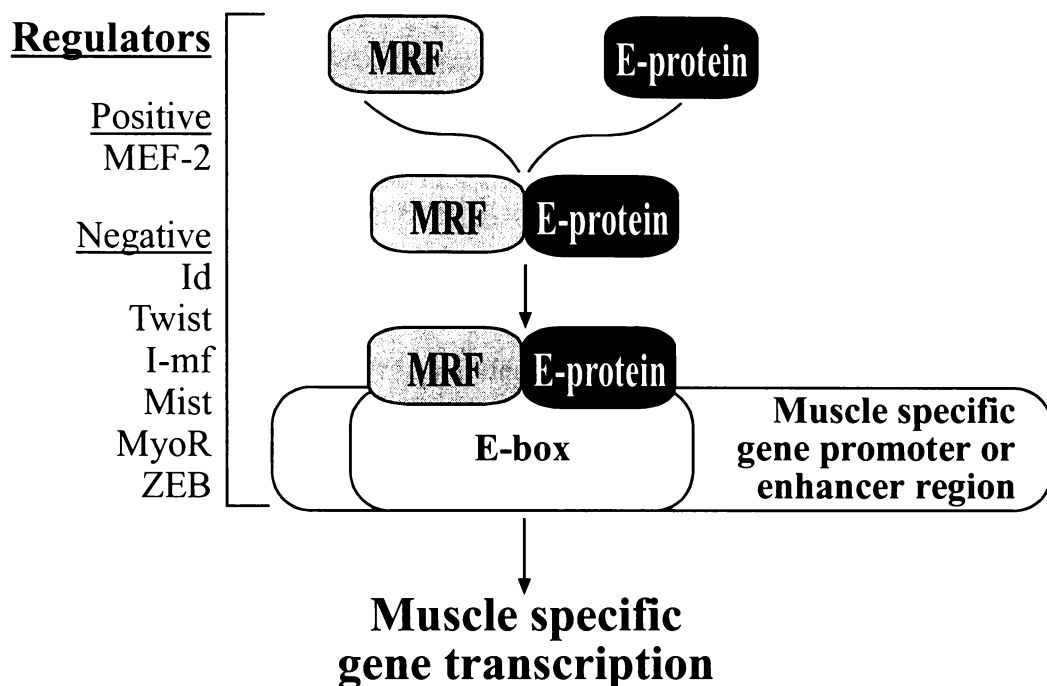 Regulators
Positive
MEF-2
Negative
Id
Twist
I-mf
Mist
MyoR
ZEB
MRF
E-protein
MRF
E-protein
MRF
E-protein
E-box
Muscle specific
gene promoter or
enhancer region
Muscle specific
gene transcription